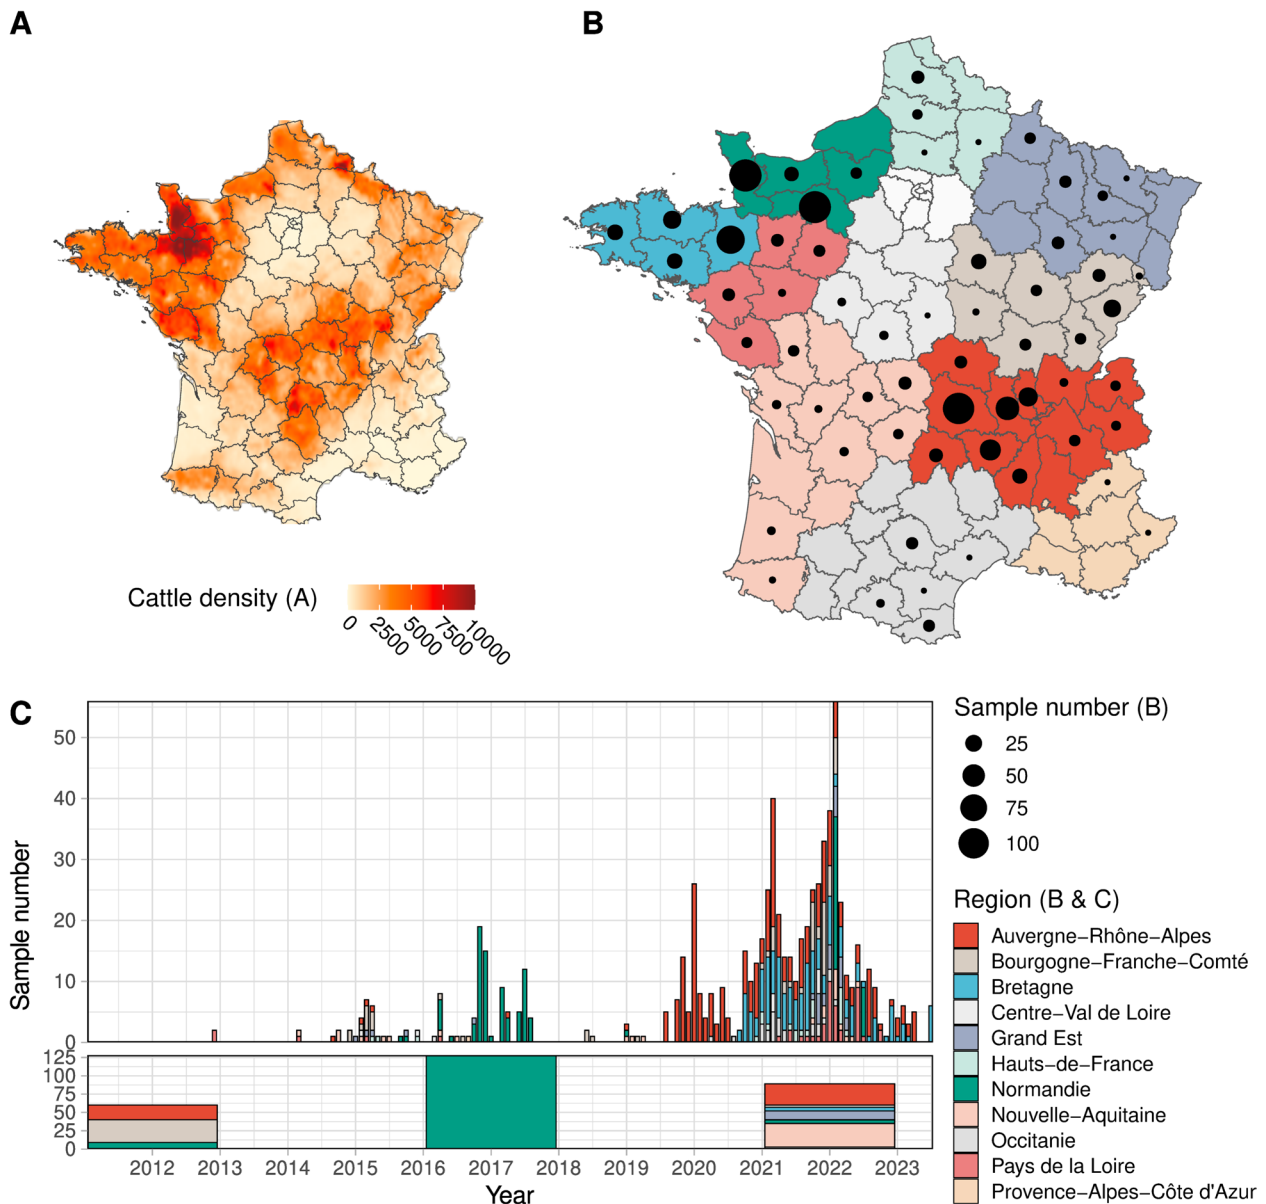 A
B
Cattle density (A)
0
2500
5000
7500
10000
C
Sample number
50
40
30
20
10
0
125
100
75
50
25
0
2012 2013 2014 2015 2016 2017 2018 2019 2020 2021 2022 2023
Year
Sample number (B)
25
50
75
100
Region (B & C)
Auvergne−Rhône−Alpes
Bourgogne−Franche−Comté
Bretagne
Centre−Val de Loire
Grand Est
Hauts−de−France
Normandie
Nouvelle−Aquitaine
Occitanie
Pays de la Loire
Provence−Alpes−Côte d'Azur